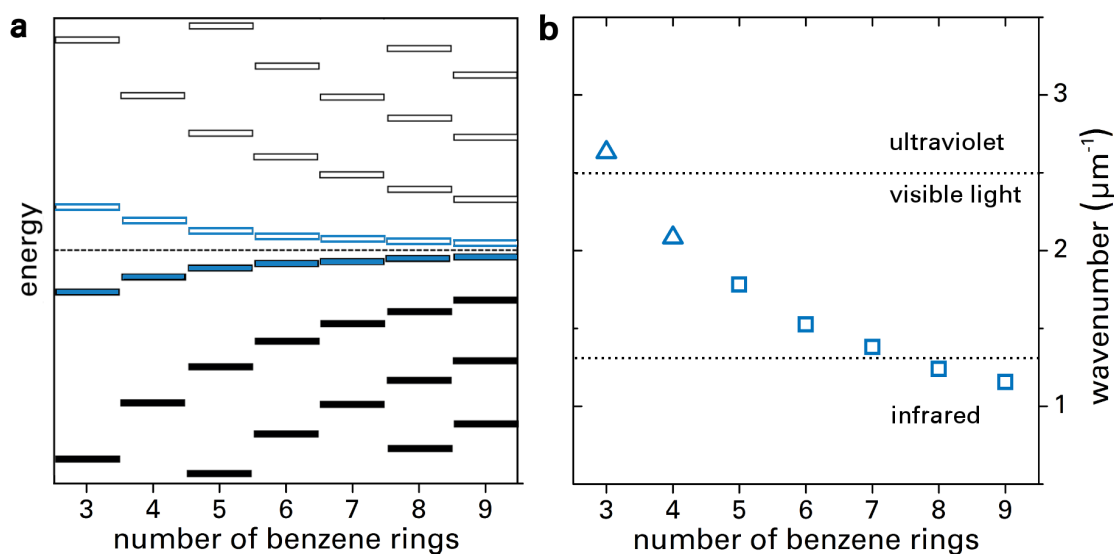 a
energy
3 4 5 6 7 8 9
number of benzene rings
b
3
ultraviolet
visible light
2
infrared
1
wavenumber (µm⁻¹)
3 4 5 6 7 8 9
number of benzene rings